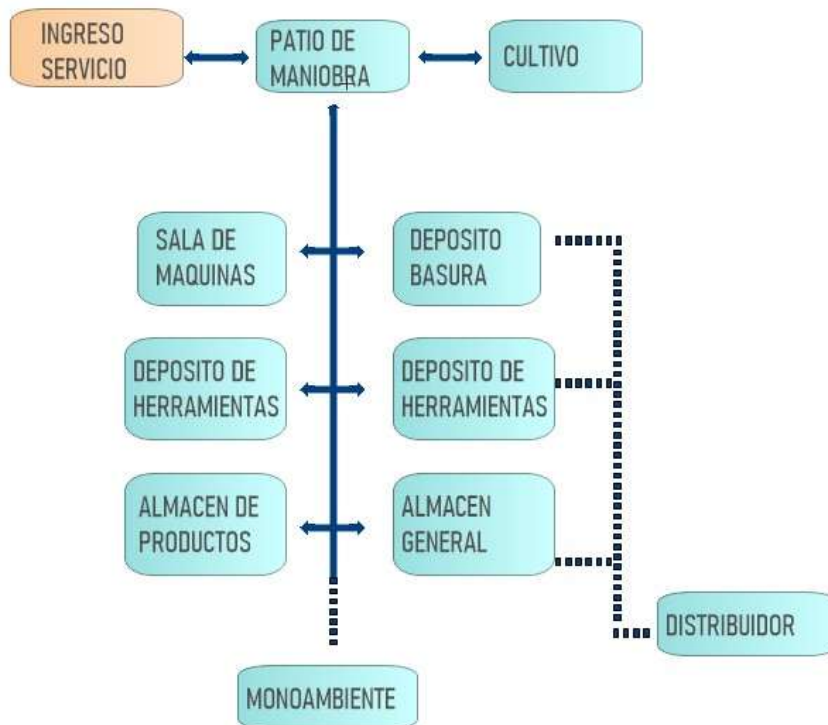 INGRESO
SERVICIO
PATIO DE
MANIOBRA
CULTIVO
SALA DE
MAQUINAS
DEPOSITO
BASURA
DEPOSITO DE
HERRAMIENTAS
DEPOSITO DE
HERRAMIENTAS
ALMACEN DE
PRODUCTOS
ALMACEN
GENERAL
DISTRIBUIDOR
MONOAMBIENTE